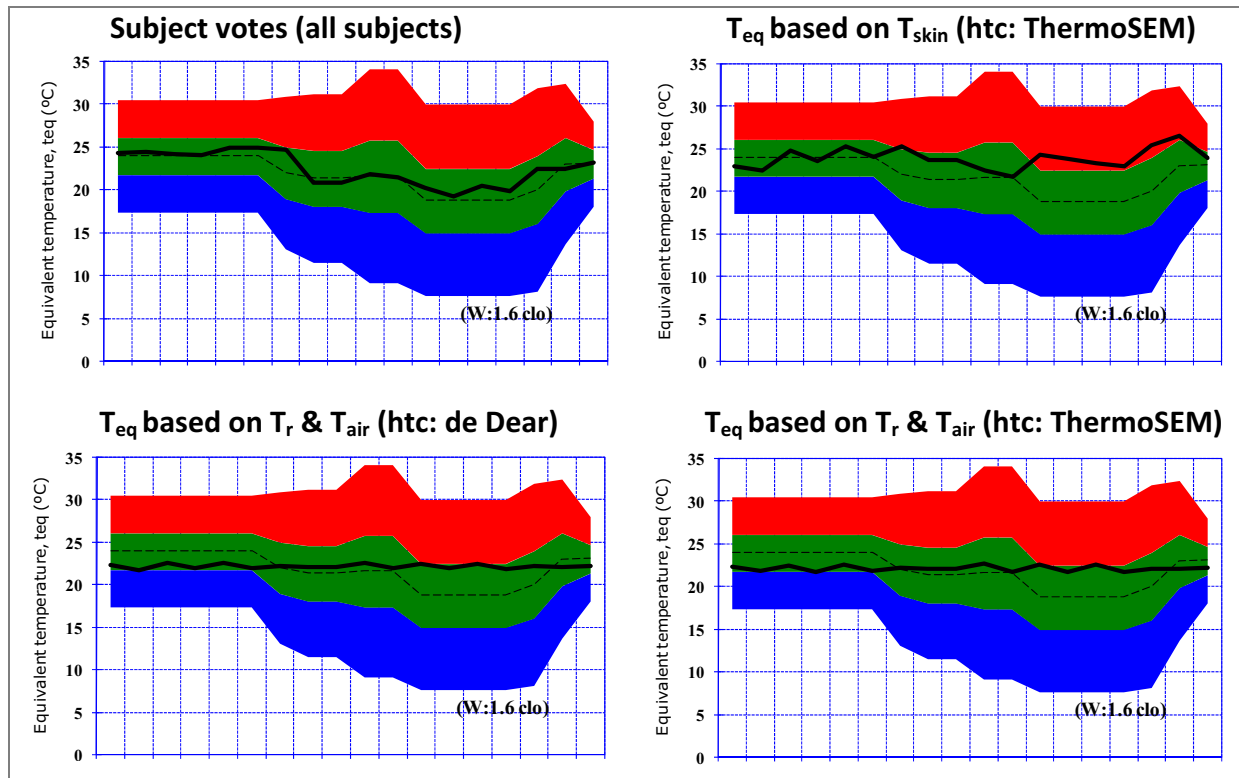 Subject votes (all subjects)
Equivalent temperature, teq (ºC)
35
30
25
20
15
10
5
0
(W:1.6 clo)
Teq based on Tskin (htc: ThermoSEM)
Equivalent temperature, teq (ºC)
35
30
25
20
15
10
5
0
(W:1.6 clo)
Teq based on Tr & Tair (htc: de Dear)
Equivalent temperature, teq (ºC)
35
30
25
20
15
10
5
0
(W:1.6 clo)
Teq based on Tr & Tair (htc: ThermoSEM)
Equivalent temperature, teq (ºC)
35
30
25
20
15
10
5
0
(W:1.6 clo)